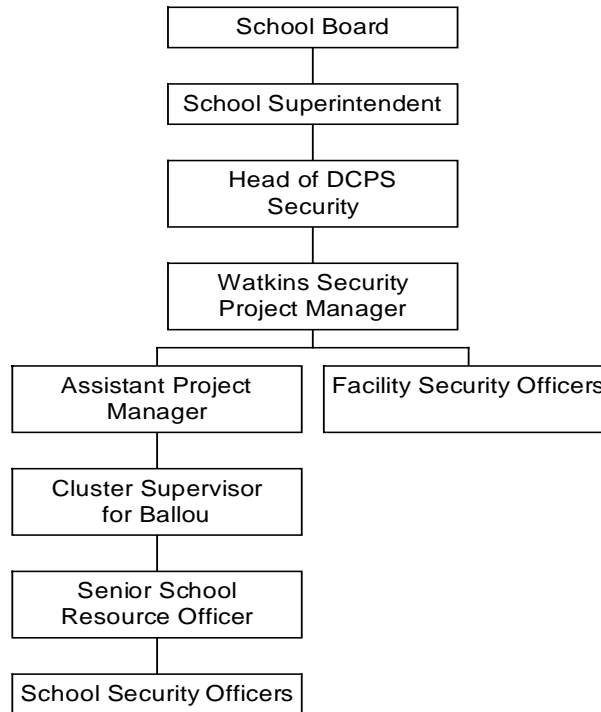 School Board
School Superintendent
Head of DCPS
Security
Watkins Security
Project Manager
Assistant Project
Manager
Facility Security Officers
Cluster Supervisor
for Ballou
Senior School
Resource Officer
School Security Officers